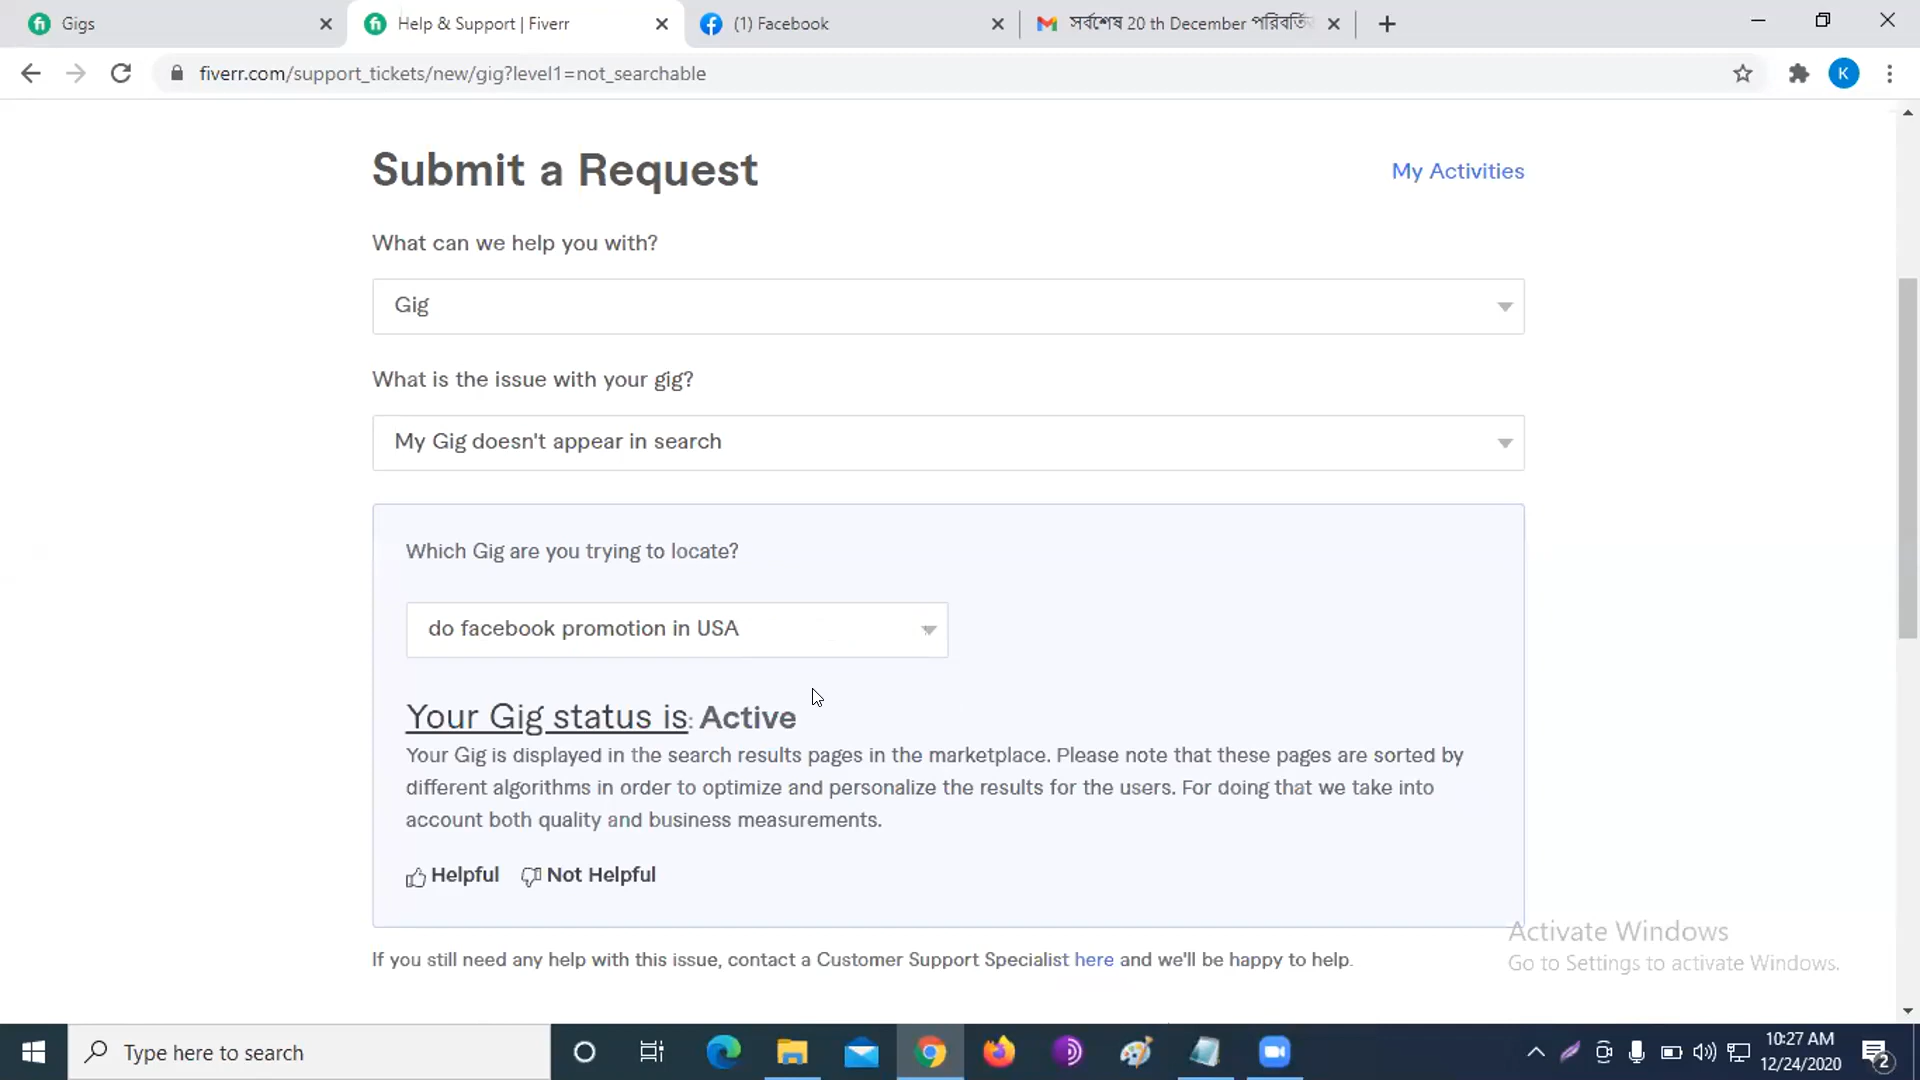 Gigs
Help & Support | Fiverr
(1) Facebook
সর্বশেষ 20 th December পরিবর্তি
fiverr.com/support_tickets/new/gig?level1=not_searchable
K
Submit a Request
My Activities
What can we help you with?
Gig
What is the issue with your gig?
My Gig doesn't appear in search
Which Gig are you trying to locate?
do facebook promotion in USA
Your Gig status is: Active
Your Gig is displayed in the search results pages in the marketplace. Please note that these pages are sorted by
different algorithms in order to optimize and personalize the results for the users. For doing that we take into
account both quality and business measurements.
Helpful Not Helpful
Activate Windows
If you still need any help with this issue, contact a Customer Support Specialist here and we'll be happy to help.
Go to Settings to activate Windows.
Type here to search
10:27 AM
12/24/2020
2